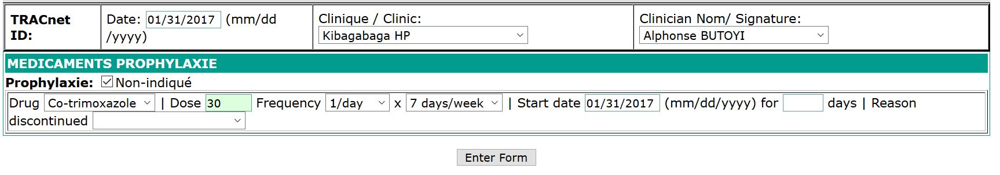 TRACnet ID:
Date: 01/31/2017 (mm/dd/yyyy)
Clinique / Clinic:
Kibagabaga HP
Clinician Nom/ Signature:
Alphonse BUTOYI
MEDICAMENTS PROPHYLAXIE
Prophylaxie: Non-indiqué
Drug Co-trimoxazole | Dose 30 Frequency 1/day x 7 days/week | Start date 01/31/2017 (mm/dd/yyyy) for days | Reason
discontinued
Enter Form